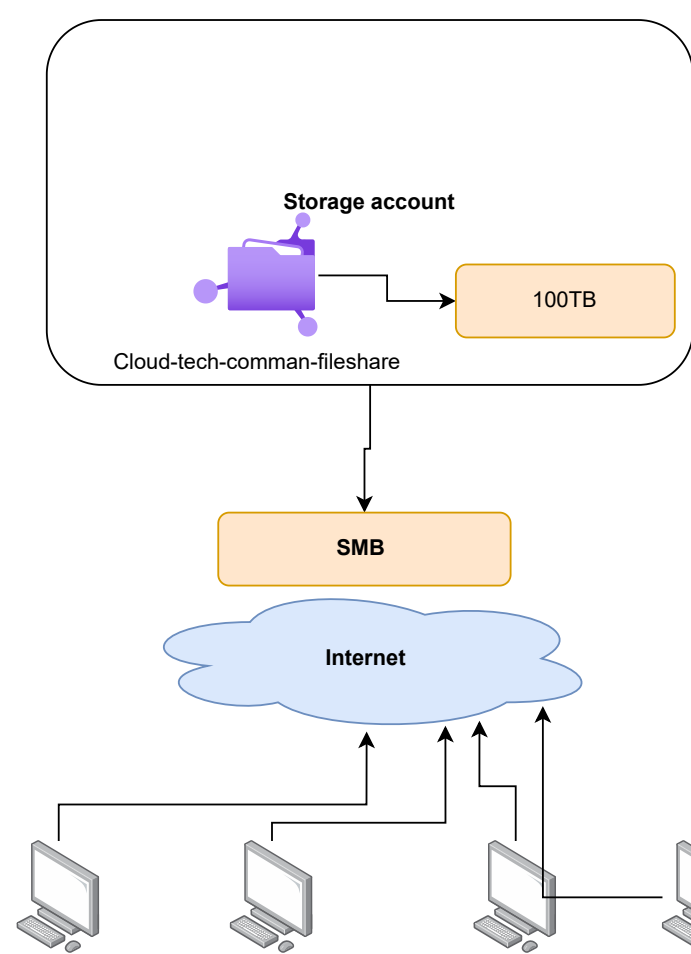 Storage account
100TB
Cloud-tech-comman-fileshare
SMB
Internet